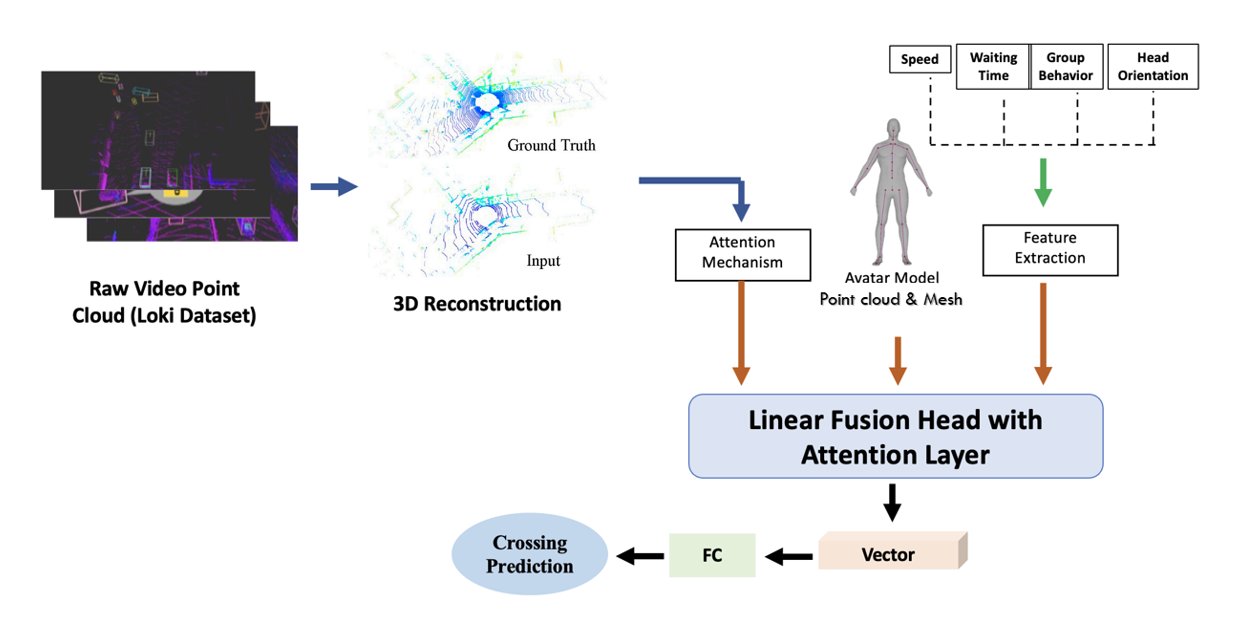 Speed
Waiting
Time
Group
Behavior
Head
Orientation
Ground Truth
Input
Raw Video Point
Cloud (Loki Dataset)
3D Reconstruction
Attention
Mechanism
Avatar Model
Point cloud & Mesh
Feature
Extraction
Linear Fusion Head with
Attention Layer
Vector
FC
Crossing
Prediction